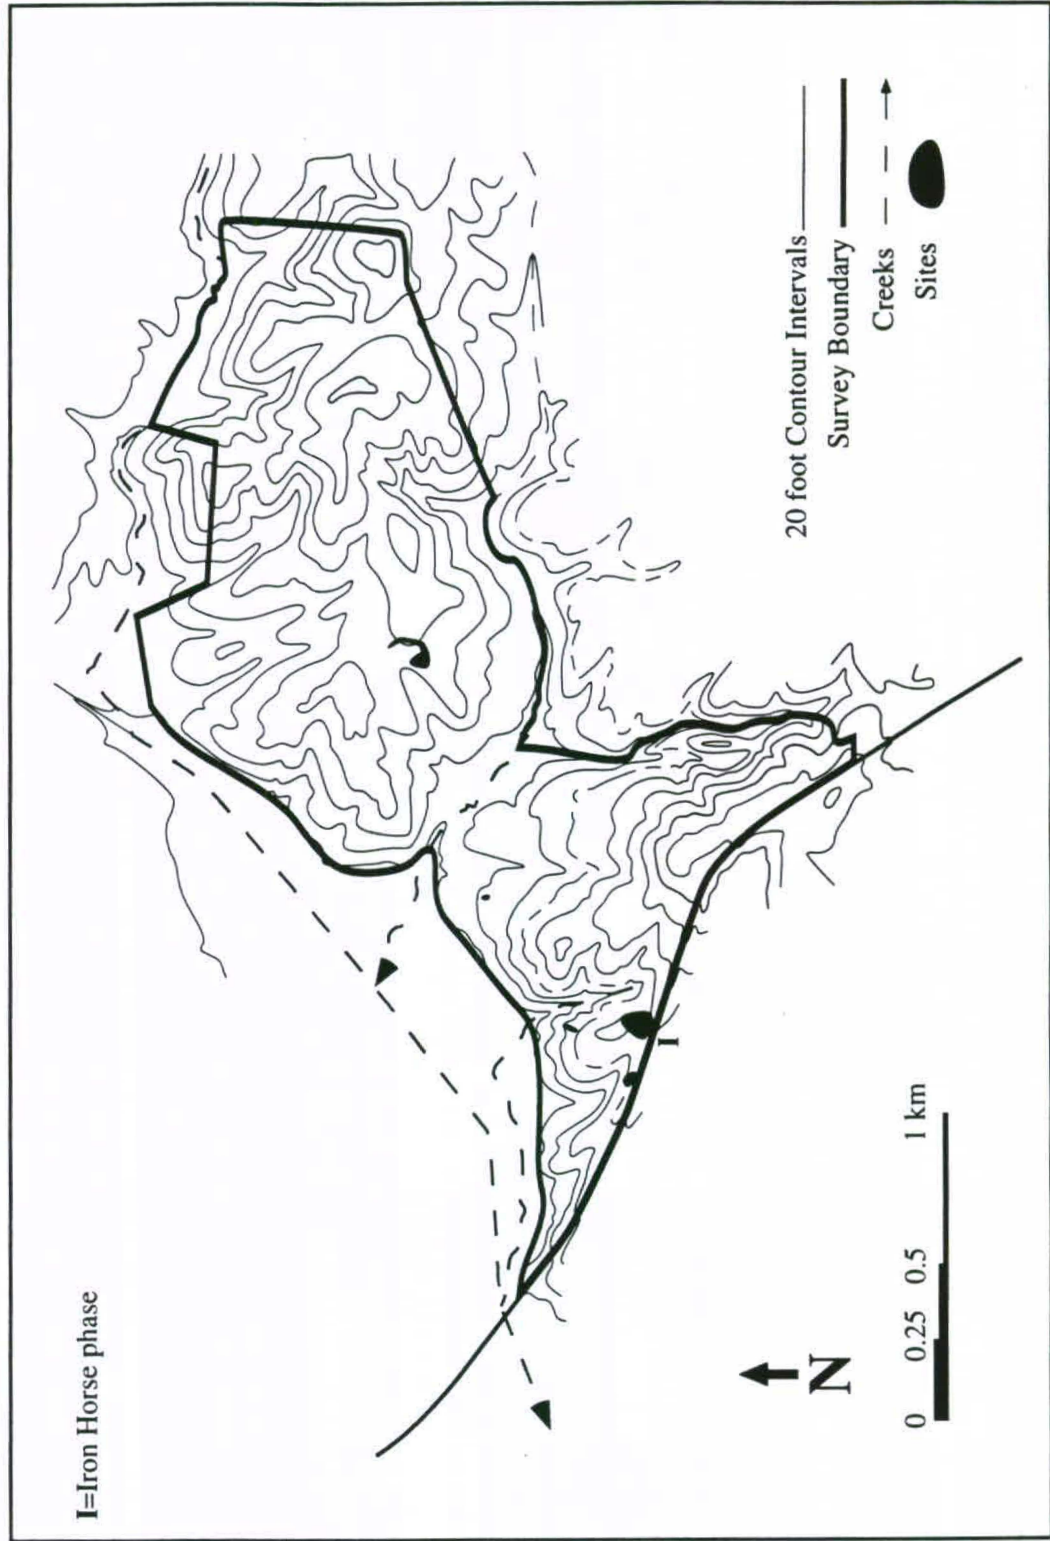 I=Iron Horse phase
20 foot Contour Intervals
Survey Boundary
Creeks
Sites
I
N
0 0.25 0.5 1 km